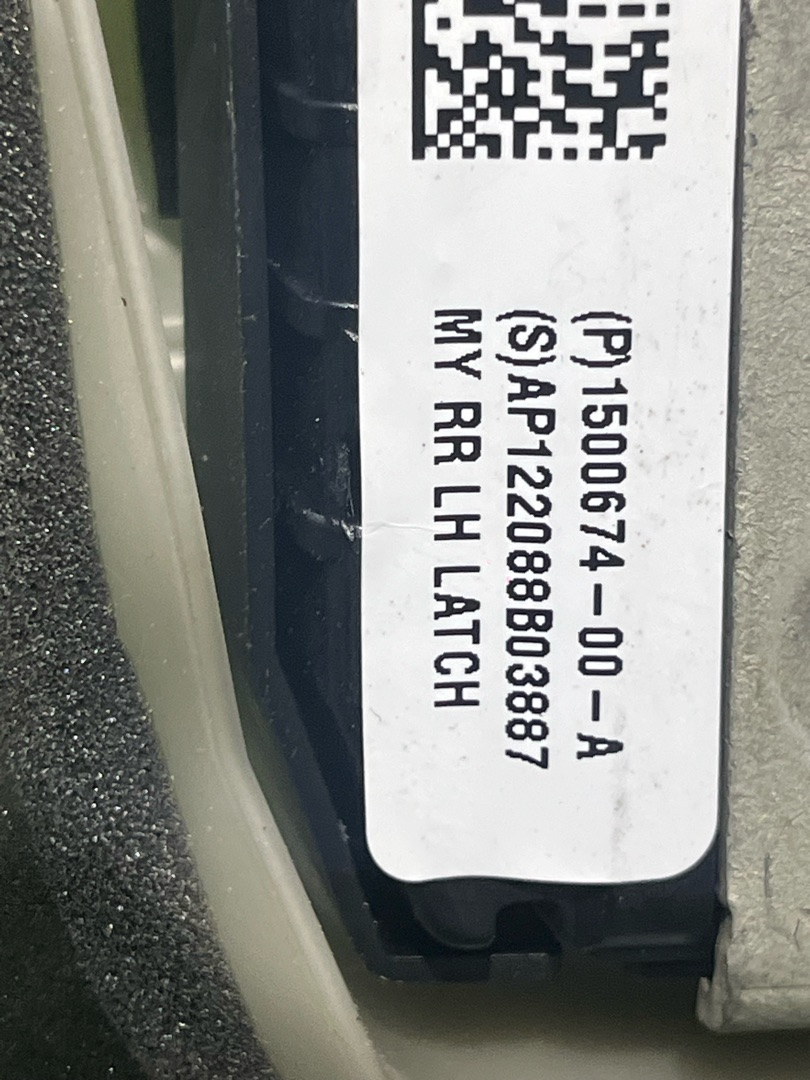 (P)1500674-00-A
(S)AP122088B03887
MY RR LH LATCH